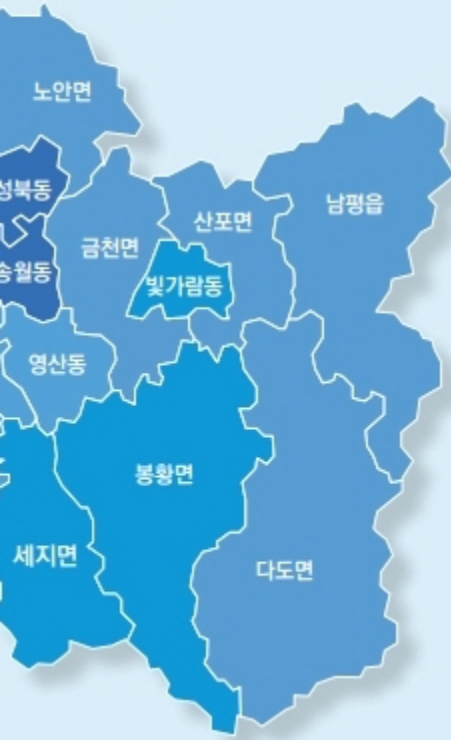 노안면
성북동
남평읍
산포면
금천면
송월동
빛가람동
영산동
봉황면
세지면
다도면